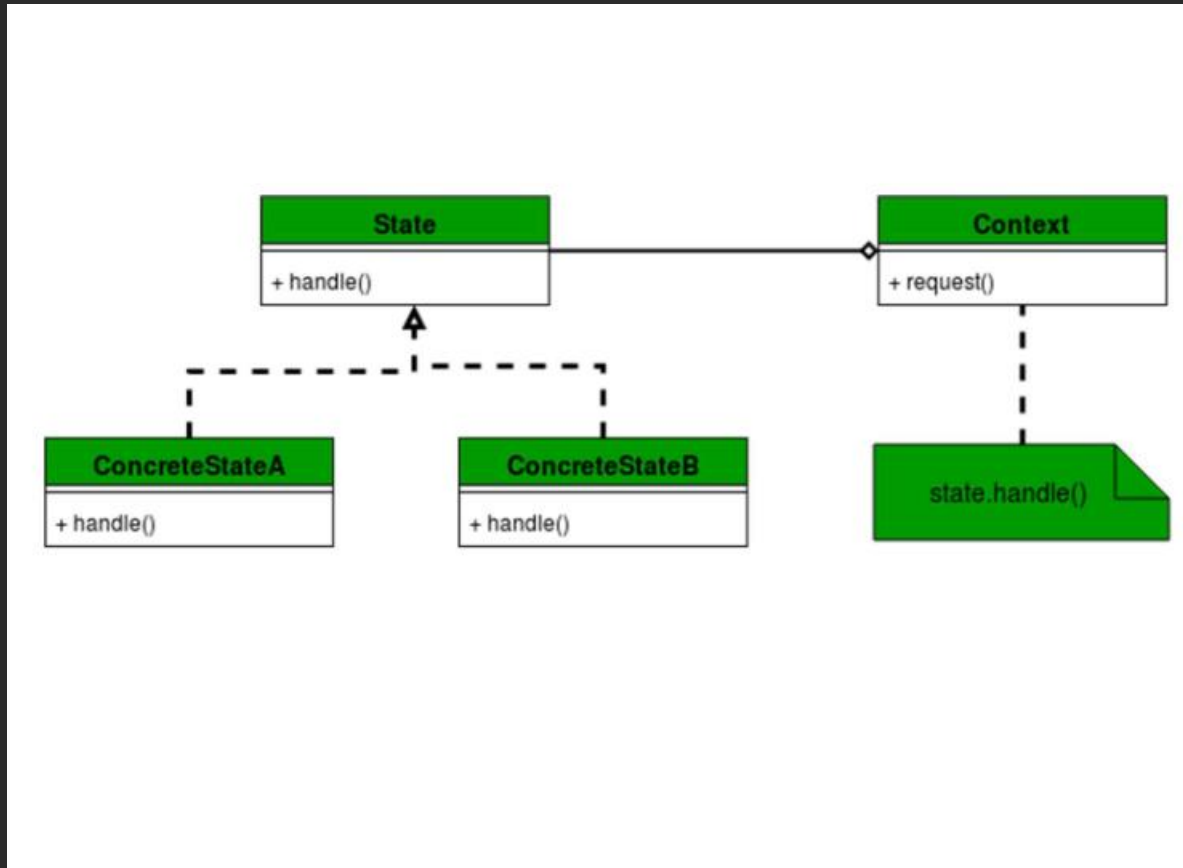 State
+ handle()
Context
+ request()
ConcreteStateA
+ handle()
ConcreteStateB
+ handle()
state.handle()